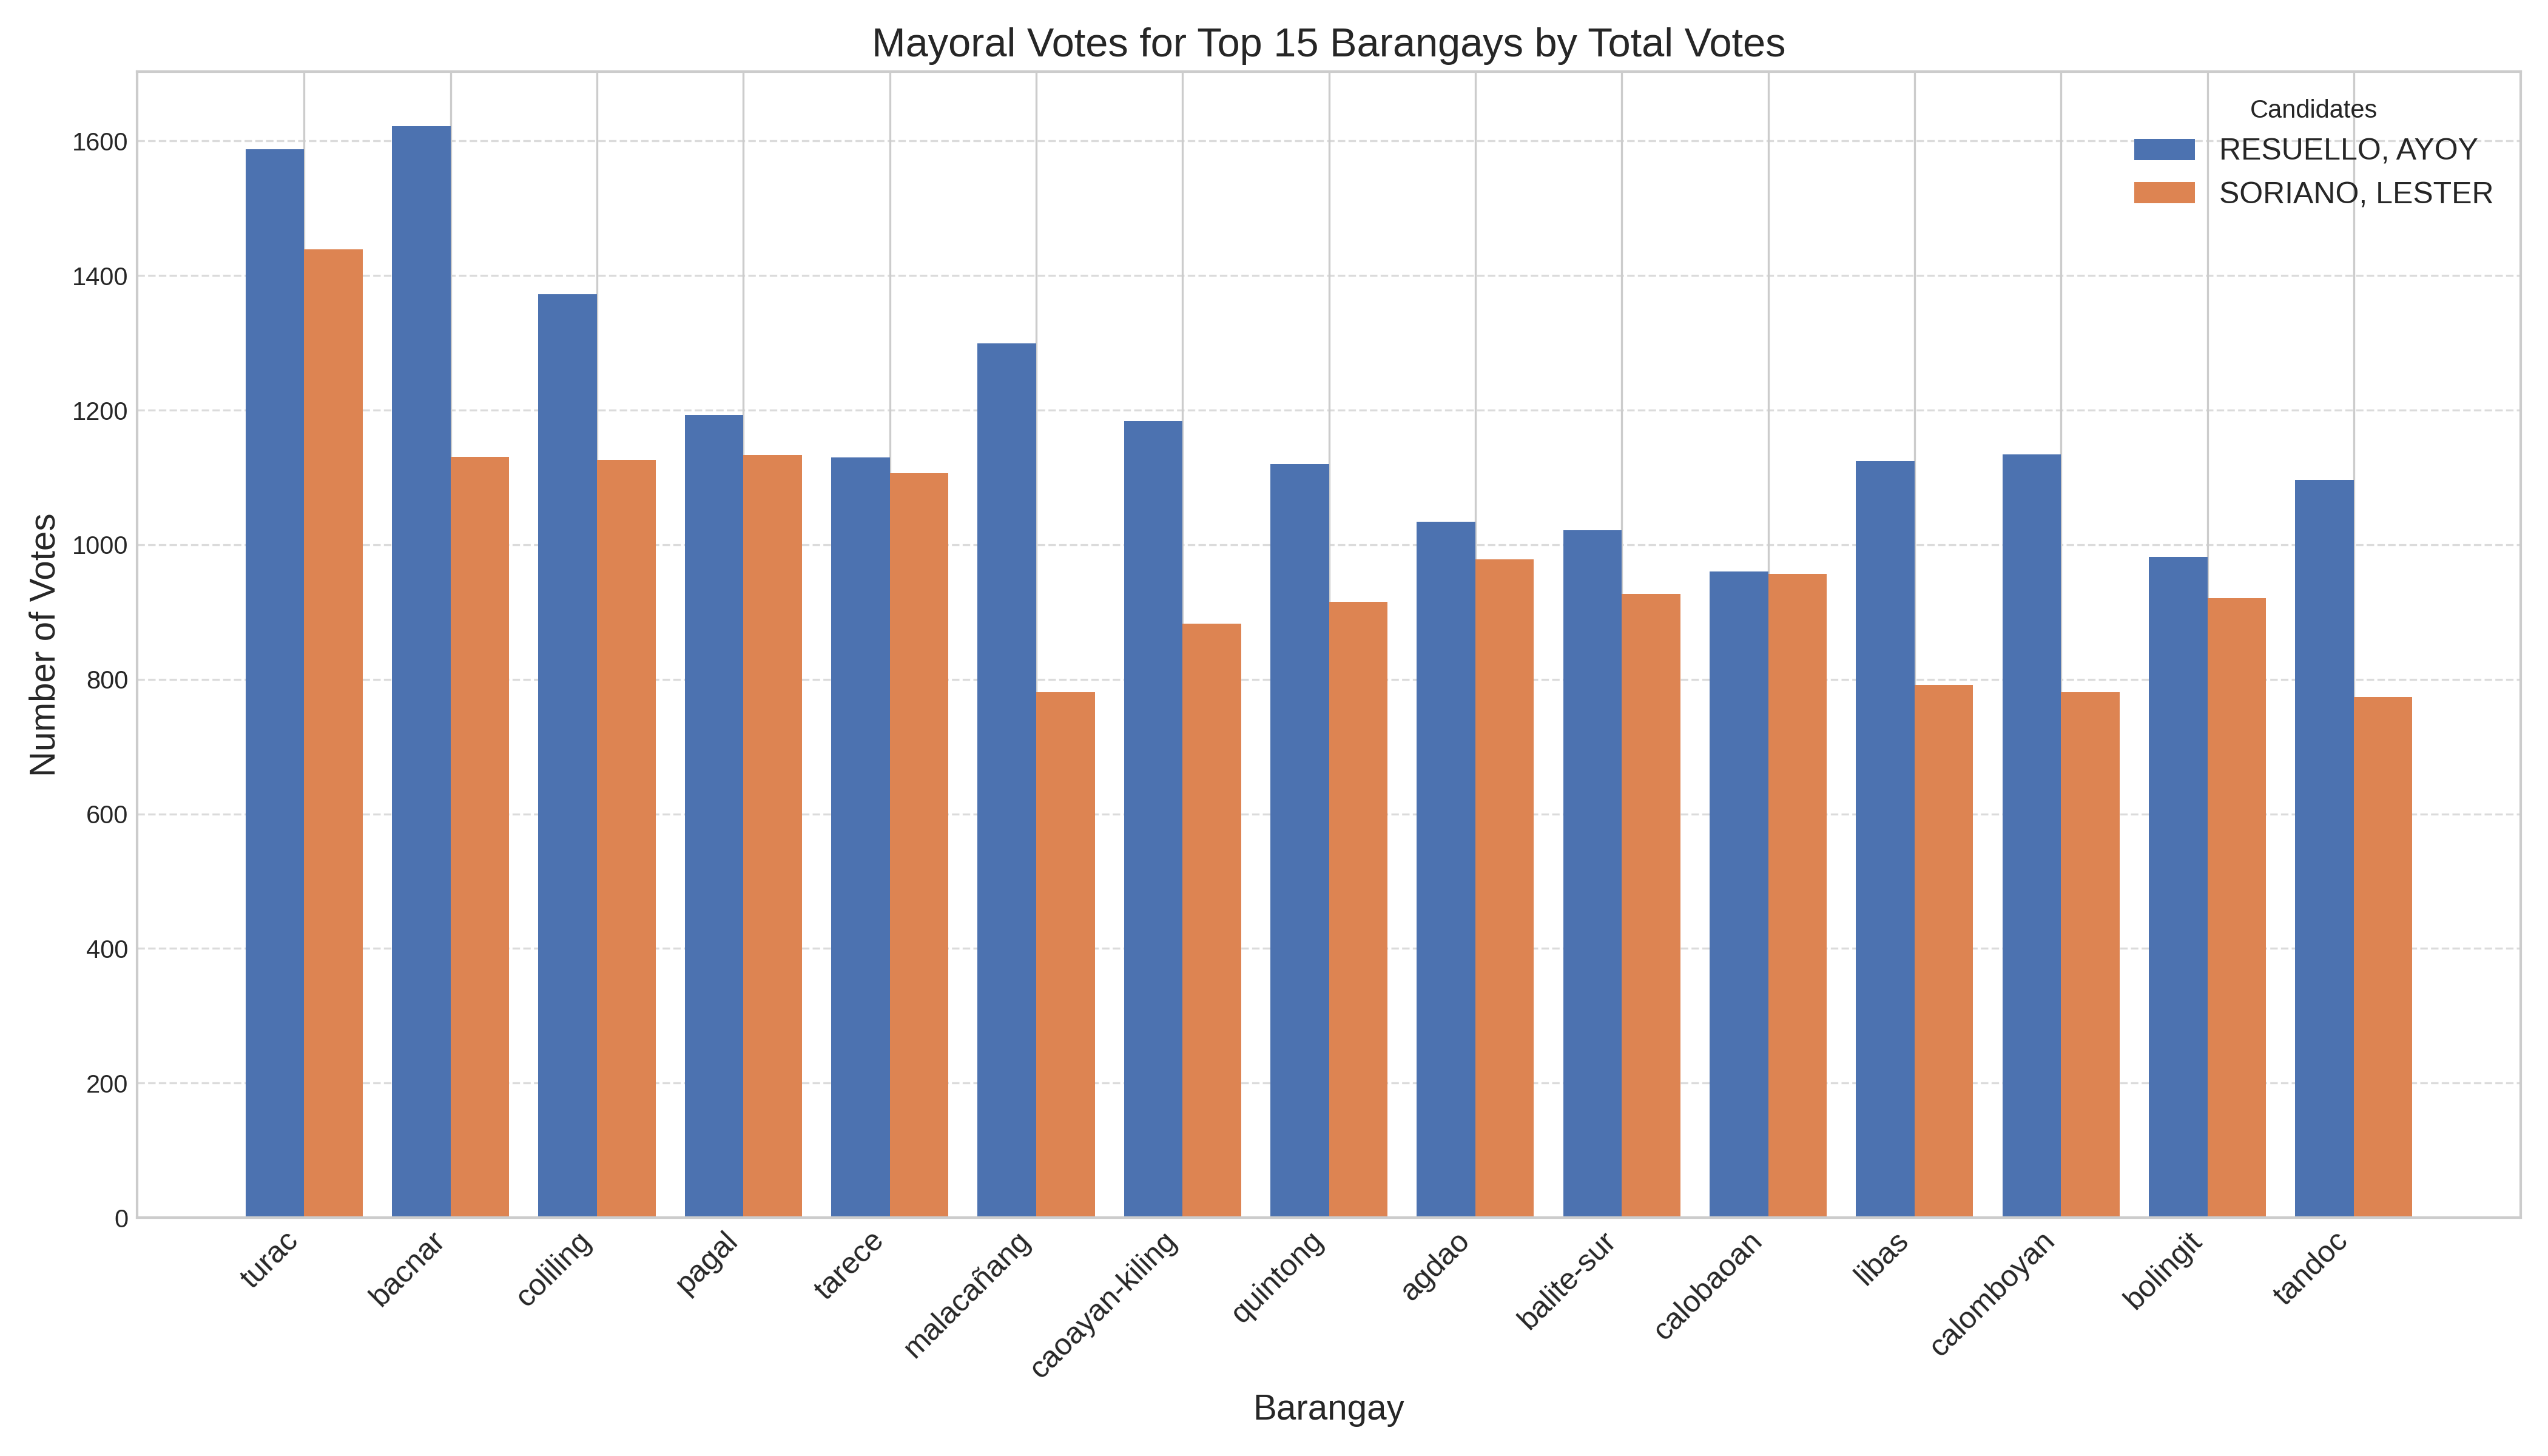 Mayoral Votes for Top 15 Barangays by Total Votes
Candidates
RESUELLO, AYOY
SORIANO, LESTER
Number of Votes
1600
1400
1200
1000
800
600
400
200
0
turac
bacnar
coliling
pagal
tarece
malacañang
caoayan-kiling
quintong
agdao
balite-sur
calobaoan
libas
calomboyan
bolingit
tandoc
Barangay